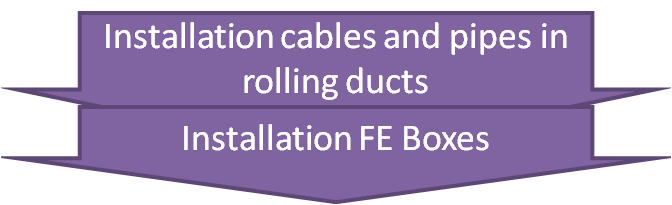 Installation cables and pipes in
rolling ducts
Installation FE Boxes